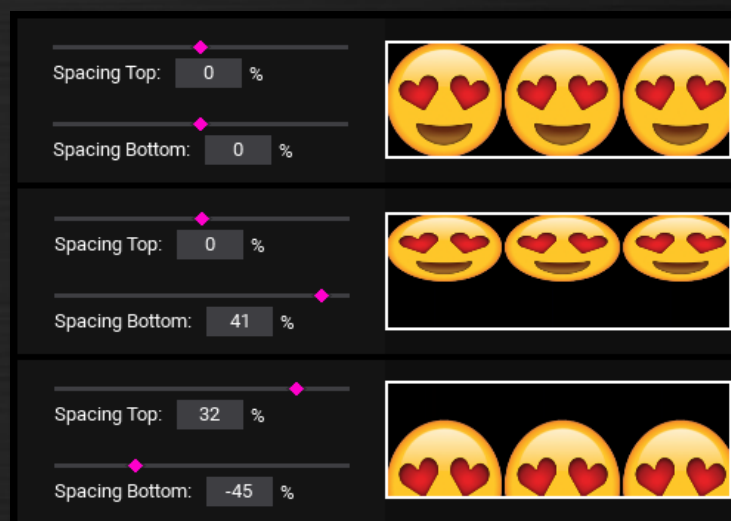 Spacing Top: 0 %
Spacing Bottom: 0 %
Spacing Top: 0 %
Spacing Bottom: 41 %
Spacing Top: 32 %
Spacing Bottom: -45 %